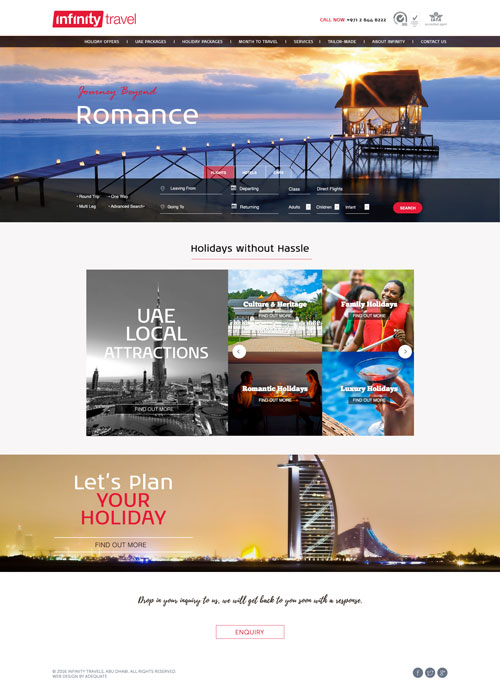 infinity travel
CALL NOW +971 2 644 8222
HOLIDAY OFFERS | UAE PACKAGES | HOLIDAY PACKAGES | MONTH TO TRAVEL | SERVICES | TAILOR-MADE | ABOUT INFINITY | CONTACT US
Journey Beyond
Romance
FLIGHTS HOTELS
Round Trip • One Way Leaving From Departing Class Direct Flights
• Multi Leg • Advanced Search+ Going To Returning Adults Children Infant SEARCH
Holidays without Hassle
UAE
LOCAL
ATTRACTIONS
FIND OUT MORE
Culture & Heritage
FIND OUT MORE
Family Holidays
FIND OUT MORE
Romantic Holidays
FIND OUT MORE
Luxury Holidays
FIND OUT MORE
Let's Plan
YOUR
HOLIDAY
FIND OUT MORE
Drop in your inquiry to us, we will get back to you soon with a response.
ENQUIRY
© 2016 INFINITY TRAVELS, ABU DHABI. ALL RIGHTS RESERVED.
WEB DESIGN BY ADEQUATE